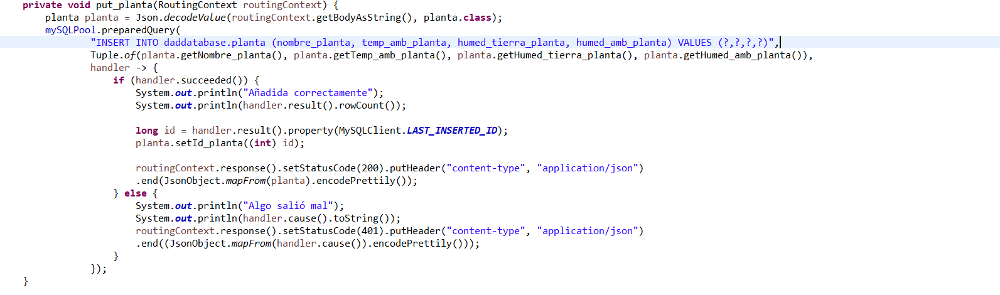 private void put_planta(RoutingContext routingContext) {
planta planta = Json.decodeValue(routingContext.getBodyAsString(), planta.class);
mySQLPool.preparedQuery(
"INSERT INTO daddatabase.planta (nombre_planta, temp_amb_planta, humed_tierra_planta, humed_amb_planta) VALUES (?,?,?,?)",
Tuple.of(planta.getNombre_planta(), planta.getTemp_amb_planta(), planta.getHumed_tierra_planta(), planta.getHumed_amb_planta()),
handler -> {
if (handler.succeeded()) {
System.out.println("Añadida correctamente");
System.out.println(handler.result().rowCount());
long id = handler.result().property(MySQLClient.LAST_INSERTED_ID);
planta.setId_planta((int) id);
routingContext.response().setStatusCode(200).putHeader("content-type", "application/json")
.end(JsonObject.mapFrom(planta).encodePrettily());
} else {
System.out.println("Algo salió mal");
System.out.println(handler.cause().toString());
routingContext.response().setStatusCode(401).putHeader("content-type", "application/json")
.end((JsonObject.mapFrom(handler.cause()).encodePrettily()));
}
});
}